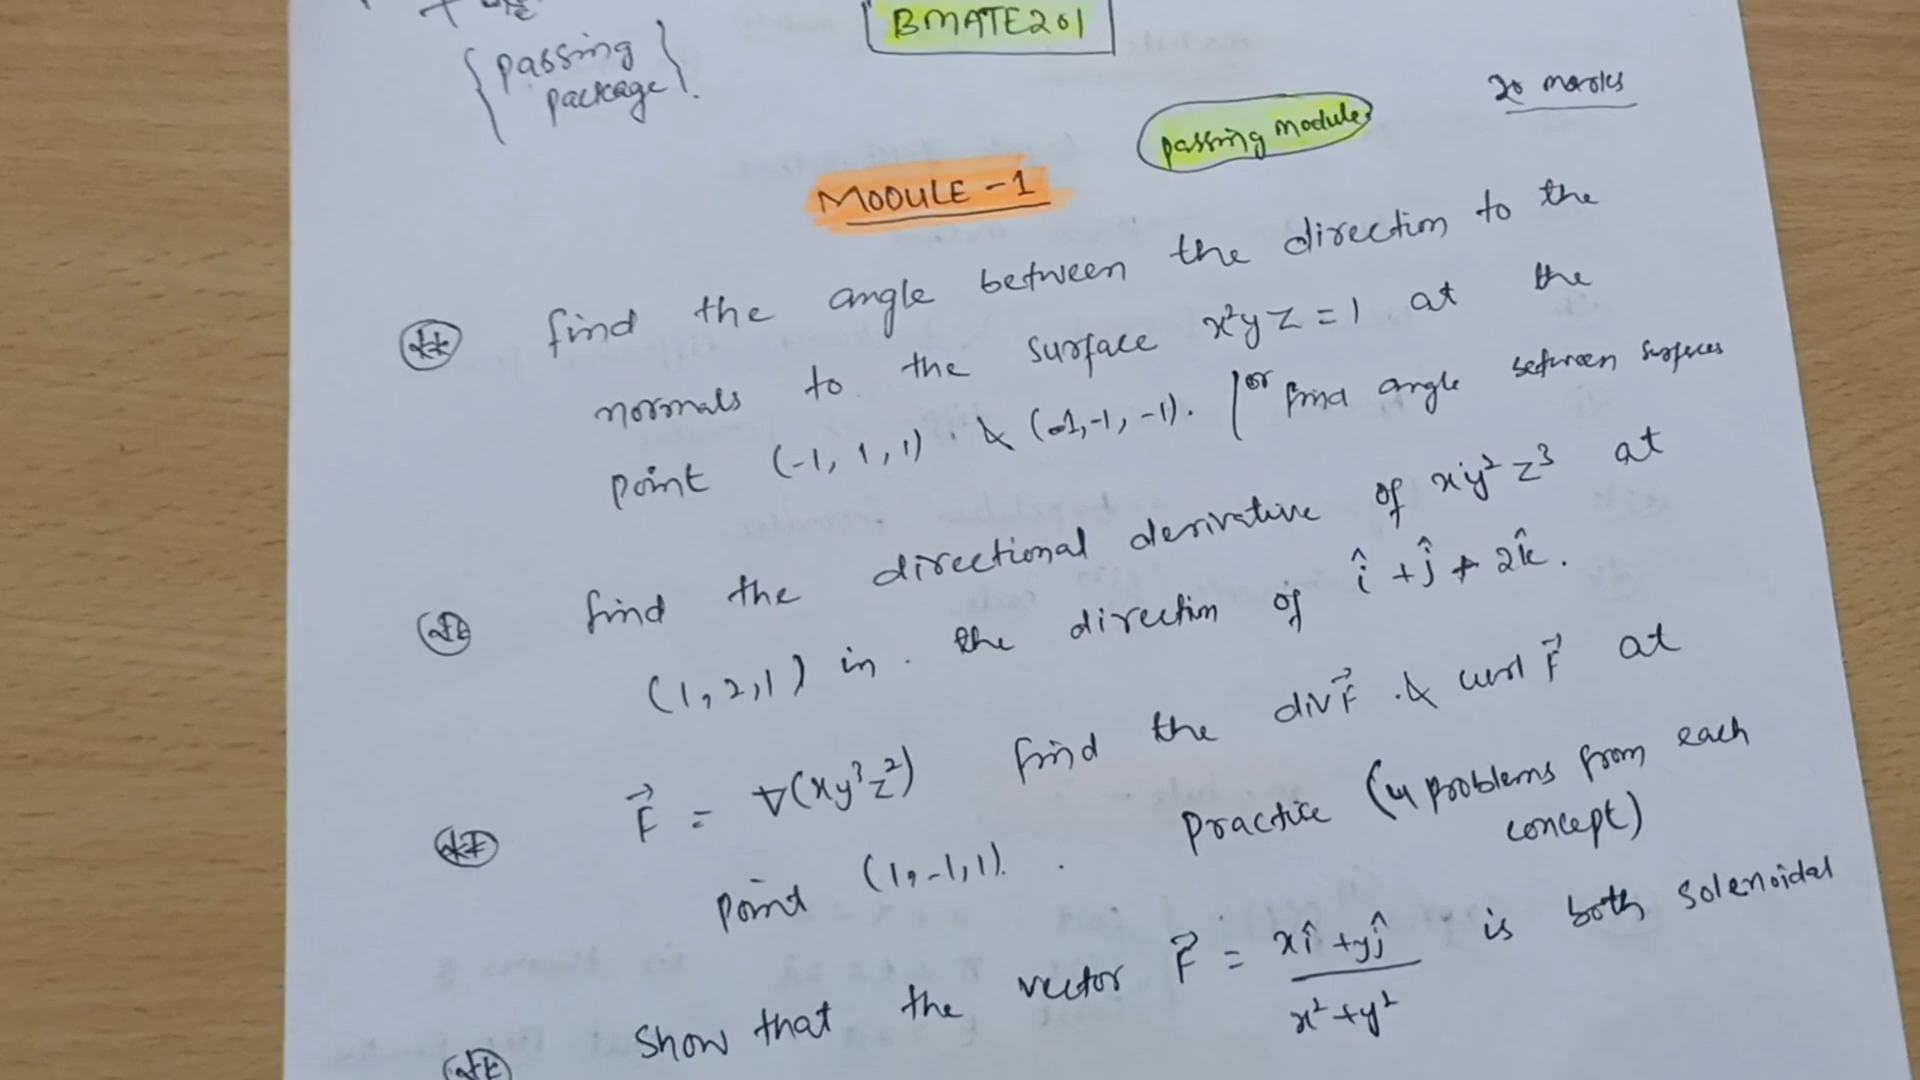 BMATE201
{passing
package}.
20 marks
passing module
MODULE - 1
find the angle between the direction to the
normals to the surface x²yz = 1 at the
point (-1, 1, 1) & (-1, -1, -1). or find angle between surfaces
find the directional derivative of xy²z³ at
(1, 2, 1) in the direction of î + ĵ + 2k̂.
F⃗ = ∇(xy³z²) find the div F⃗ & curl F⃗ at
point (1, -1, 1). practice (4 problems from each
concept)
Show that the vector F⃗ = xî + yĵ / x² + y² is both solenoidal